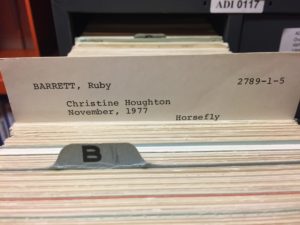 ADI 0117
BARRETT, Ruby 2789-1-5
Christine Houghton
November, 1977
Horsefly
B